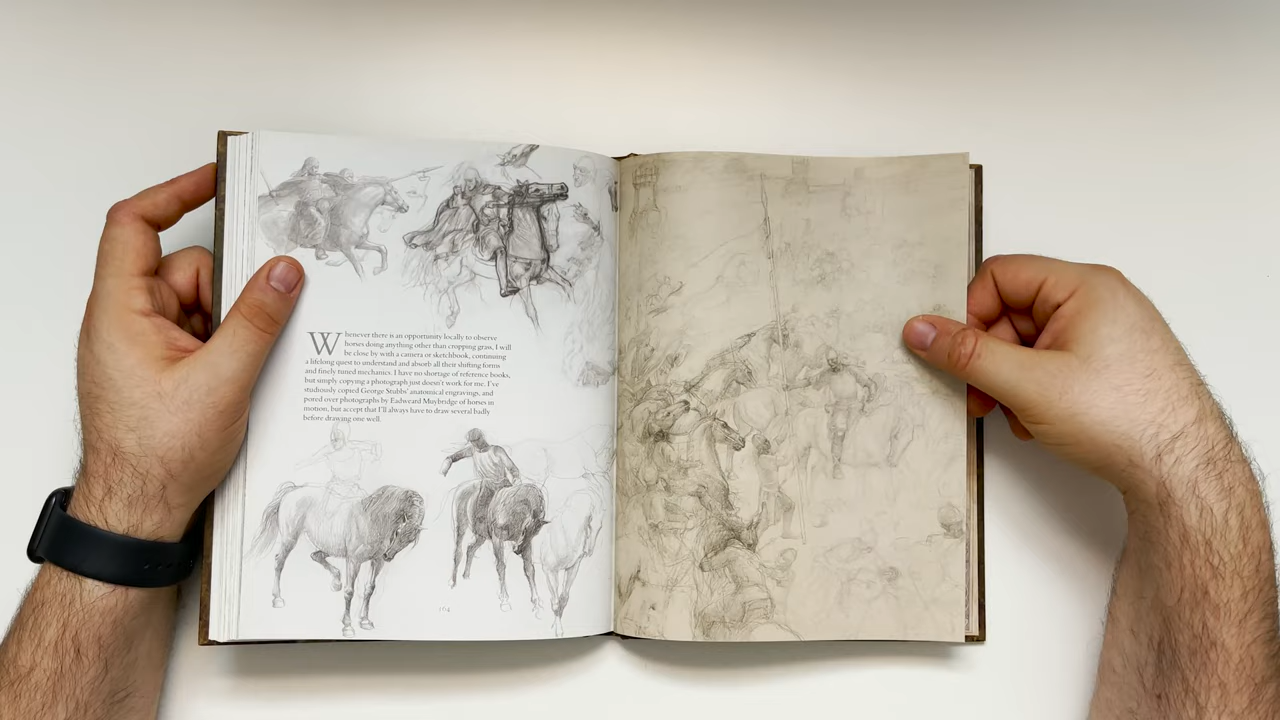 Whenever there is an opportunity locally to observe
horses doing anything other than cropping grass, I will
be close by with a camera or sketchbook, continuing
a lifelong quest to understand and absorb all their shifting forms
and finely tuned mechanics. I have no shortage of reference books,
but simply copying a photograph just doesn't work for me. I've
studiously copied George Stubbs' anatomical engravings, and
pored over photographs by Eadweard Muybridge of horses in
motion, but accept that I'll always have to draw several badly
before drawing one well.
104